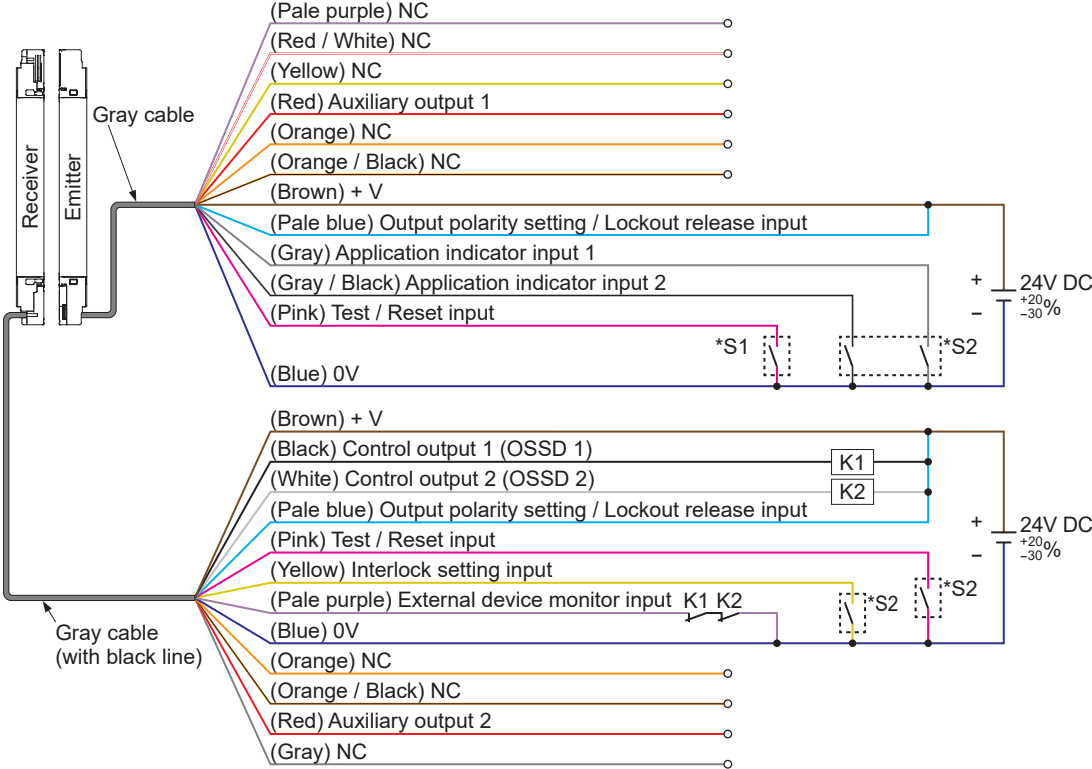 (Pale purple) NC
(Red / White) NC
(Yellow) NC
(Red) Auxiliary output 1
(Orange) NC
(Orange / Black) NC
(Brown) + V
(Pale blue) Output polarity setting / Lockout release input
(Gray) Application indicator input 1
(Gray / Black) Application indicator input 2
(Pink) Test / Reset input
(Blue) 0V
Gray cable
Receiver
Emitter
*S1
*S2
+
−
24V DC
+20
−30 %
(Brown) + V
(Black) Control output 1 (OSSD 1)
K1
(White) Control output 2 (OSSD 2)
K2
(Pale blue) Output polarity setting / Lockout release input
(Pink) Test / Reset input
(Yellow) Interlock setting input
(Pale purple) External device monitor input K1 K2
(Blue) 0V
(Orange) NC
(Orange / Black) NC
(Red) Auxiliary output 2
(Gray) NC
*S2
*S2
+
−
24V DC
+20
−30 %
Gray cable
(with black line)